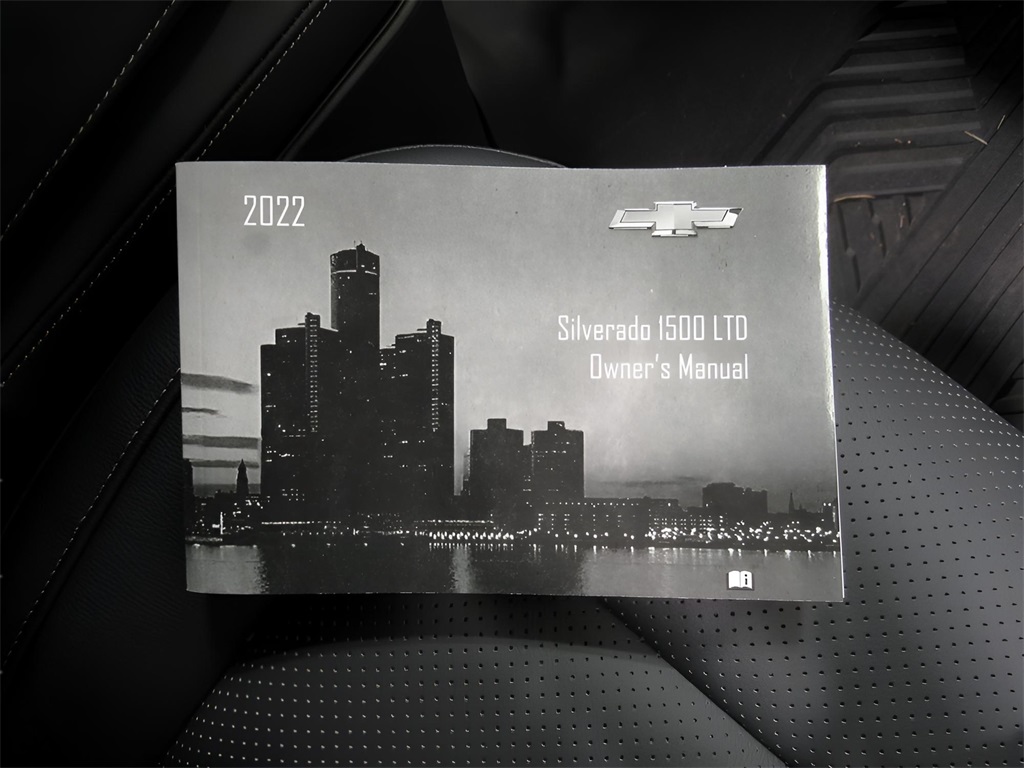 2022
Silverado 1500 LTD
Owner's Manual
i